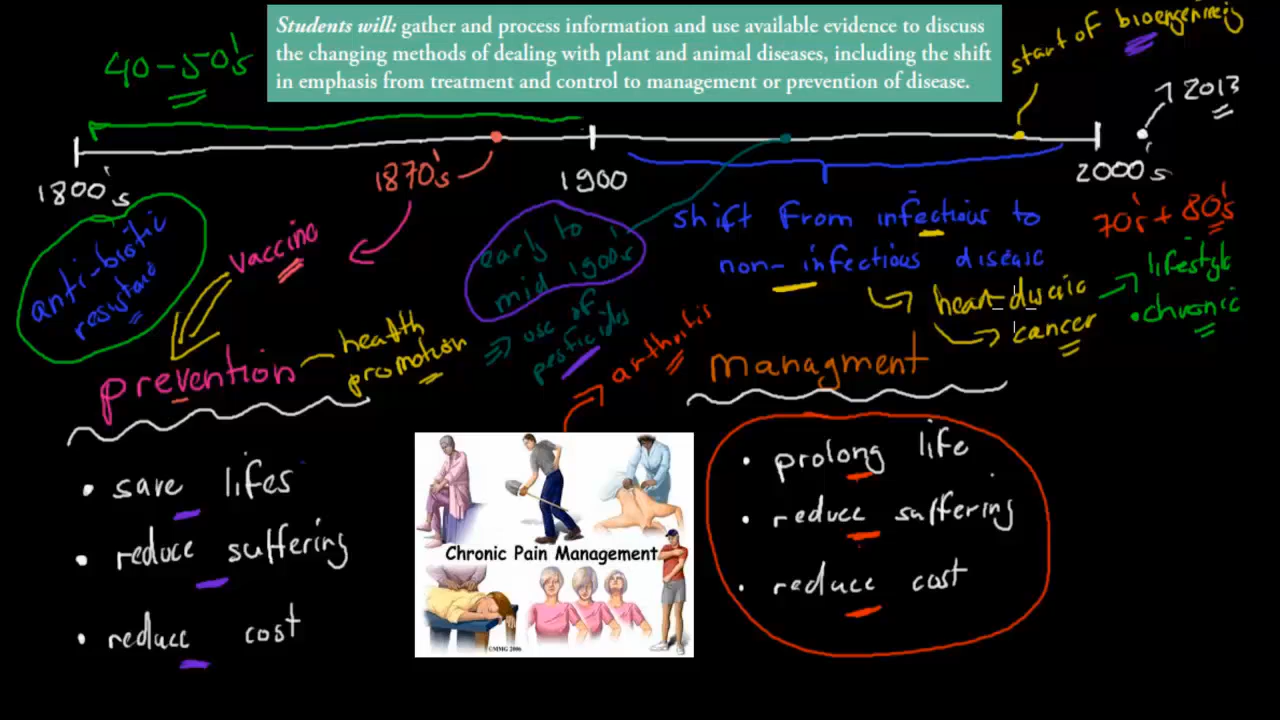 Students will: gather and process information and use available evidence to discuss
the changing methods of dealing with plant and animal diseases, including the shift
in emphasis from treatment and control to management or prevention of disease.
40-50's
start of bioengenireing
2013
1800's
1870's
1900
2000's
anti-biotic
resistance
vaccine
early to
mid 1900's
shift from infectious to
non-infectious disease
70's + 80's
lifestyle
• chronic
heart diseaic
cancer
⇒ use of
pesticides
arthritis
health
promotion
prevention
managment
• save lifes
• reduce suffering
• reduce cost
Chronic Pain Management
©MMG 2006
• prolong life
• reduce suffering
• reduce cost